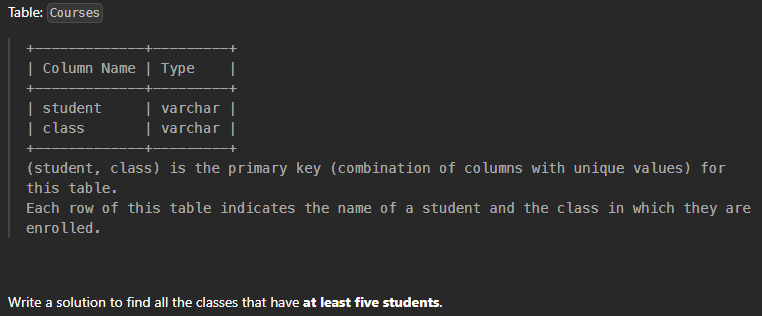 Table: Courses
+-------------+---------+
| Column Name | Type    |
+-------------+---------+
| student     | varchar |
| class       | varchar |
+-------------+---------+
(student, class) is the primary key (combination of columns with unique values) for
this table.
Each row of this table indicates the name of a student and the class in which they are
enrolled.
Write a solution to find all the classes that have at least five students.